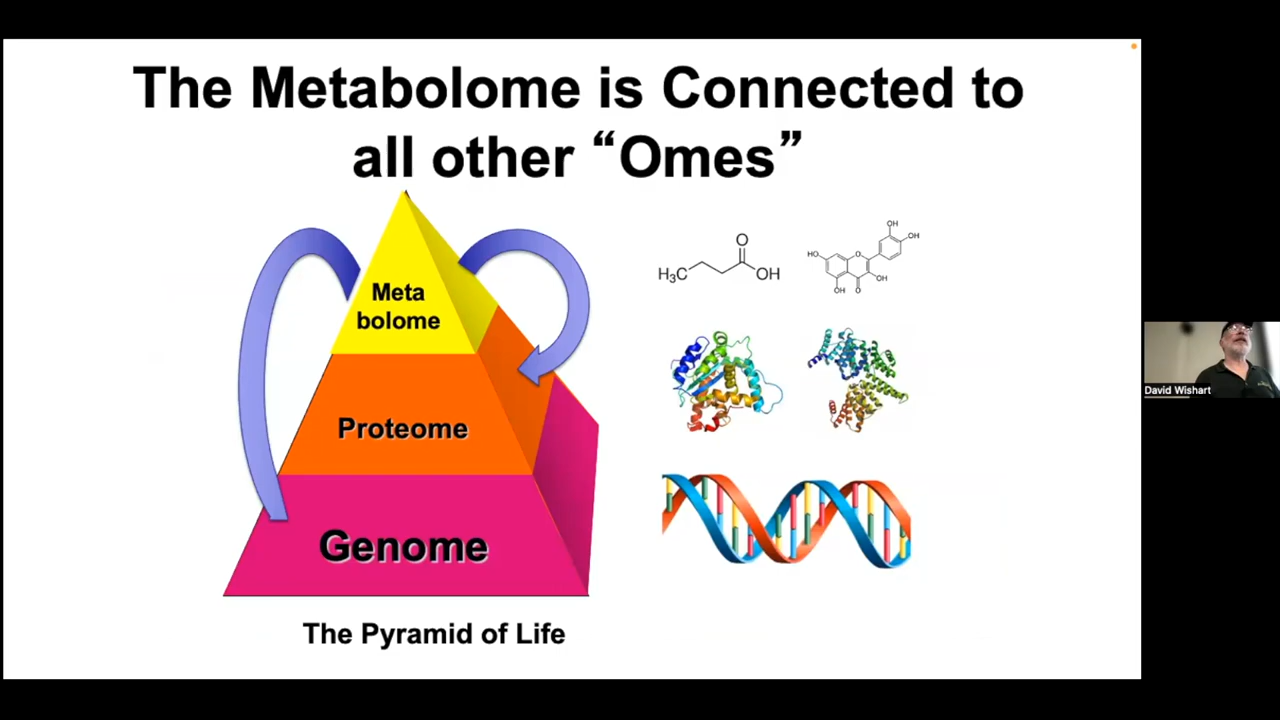 The Metabolome is Connected to
all other “Omes”
Meta
bolome
Proteome
Genome
The Pyramid of Life
H₃C
O
OH
HO
OH
O
OH
OH
OH
O
David Wishart